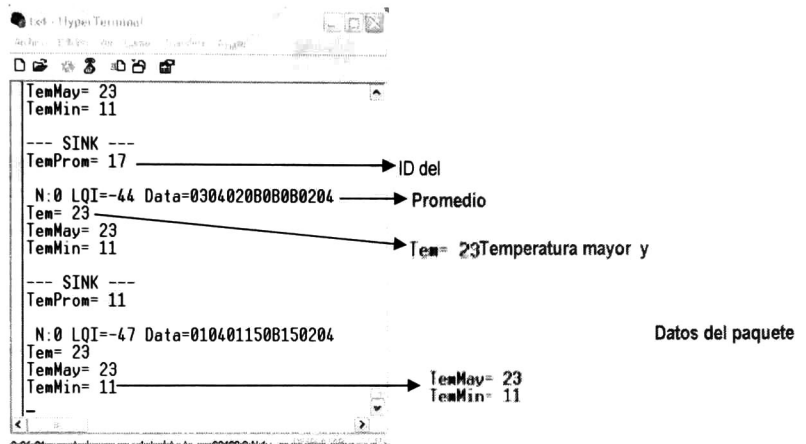 tx4 - HyperTerminal
TemMay= 23
TemMin= 11
--- SINK ---
TemProm= 17
ID del
N:0 LQI=-44 Data=0304020B0B0B0204
Promedio
Tem= 23
TemMay= 23
TemMin= 11
Tem= 23Temperatura mayor y
--- SINK ---
TemProm= 11
N:0 LQI=-47 Data=010401150B150204
Datos del paquete
Tem= 23
TemMay= 23
TemMin= 11
TemMay= 23
TemMin= 11